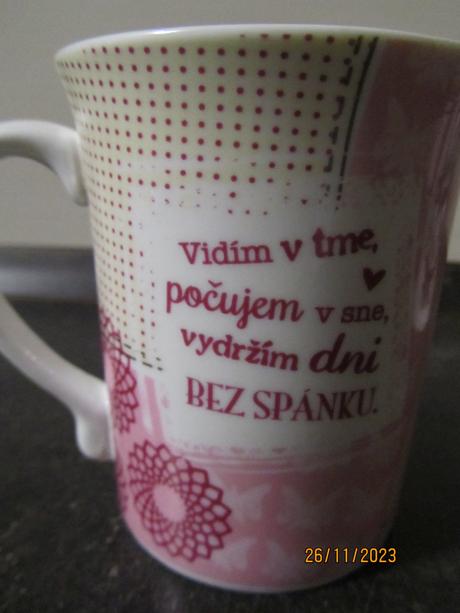 Vidím v tme,
počujem v sne,
vydržím dni
BEZ SPÁNKU.
26/11/2023